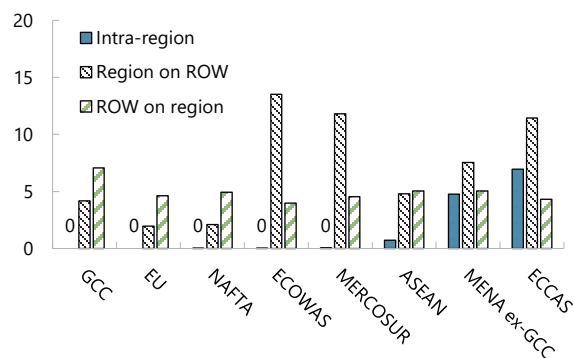 20
15
10
5
0
Intra-region
Region on ROW
ROW on region
0
0
0
0
0
GCC
EU
NAFTA
ECOWAS
MERCOSUR
ASEAN
MENA ex-GCC
ECCAS